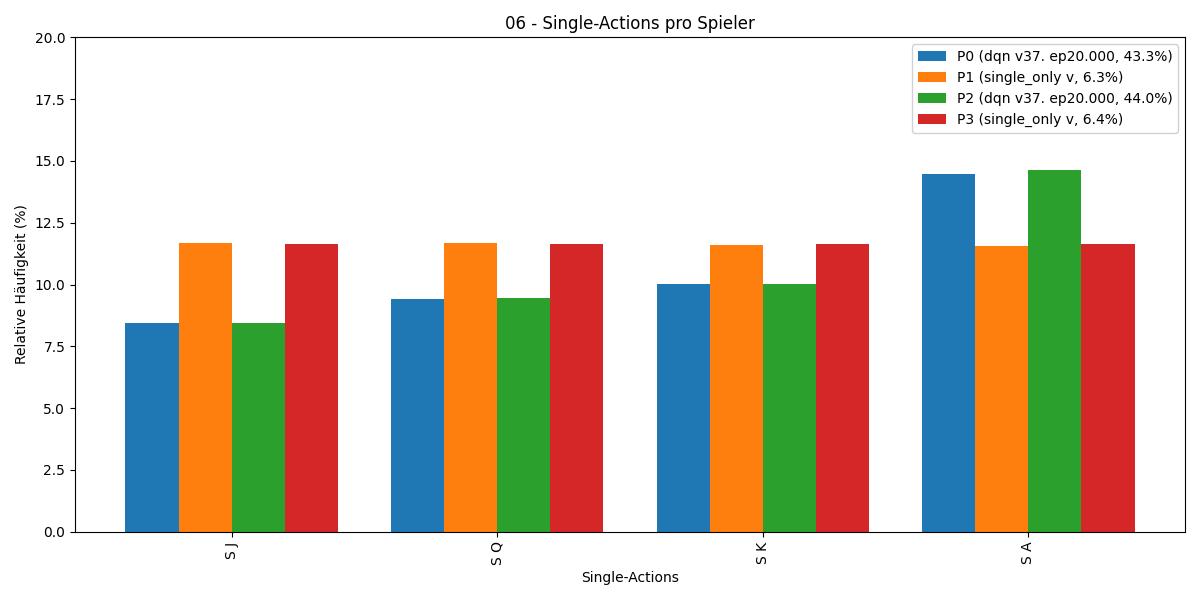 06 - Single-Actions pro Spieler
Relative Häufigkeit (%)
20.0
17.5
15.0
12.5
10.0
7.5
5.0
2.5
0.0
P0 (dqn v37. ep20.000, 43.3%)
P1 (single_only v, 6.3%)
P2 (dqn v37. ep20.000, 44.0%)
P3 (single_only v, 6.4%)
S J
S Q
S K
S A
Single-Actions